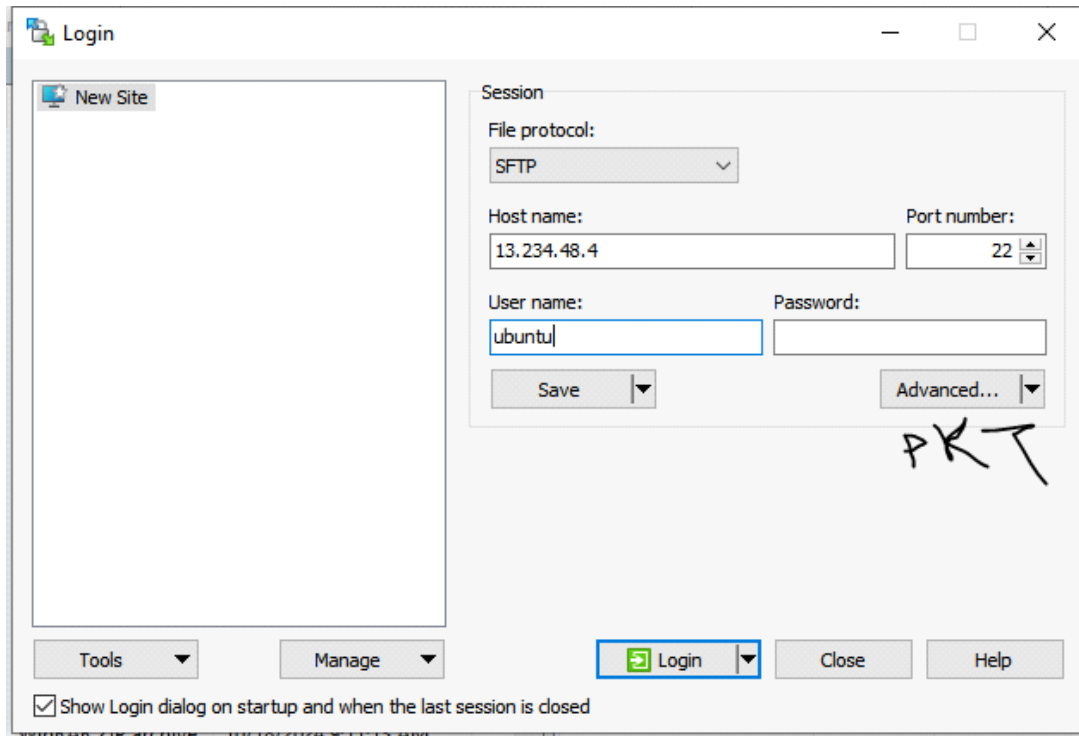 Login
New Site
Session
File protocol:
SFTP
Host name: Port number:
13.234.48.4 22
User name: Password:
ubuntu
Save Advanced...
PKT
Tools Manage Login Close Help
Show Login dialog on startup and when the last session is closed